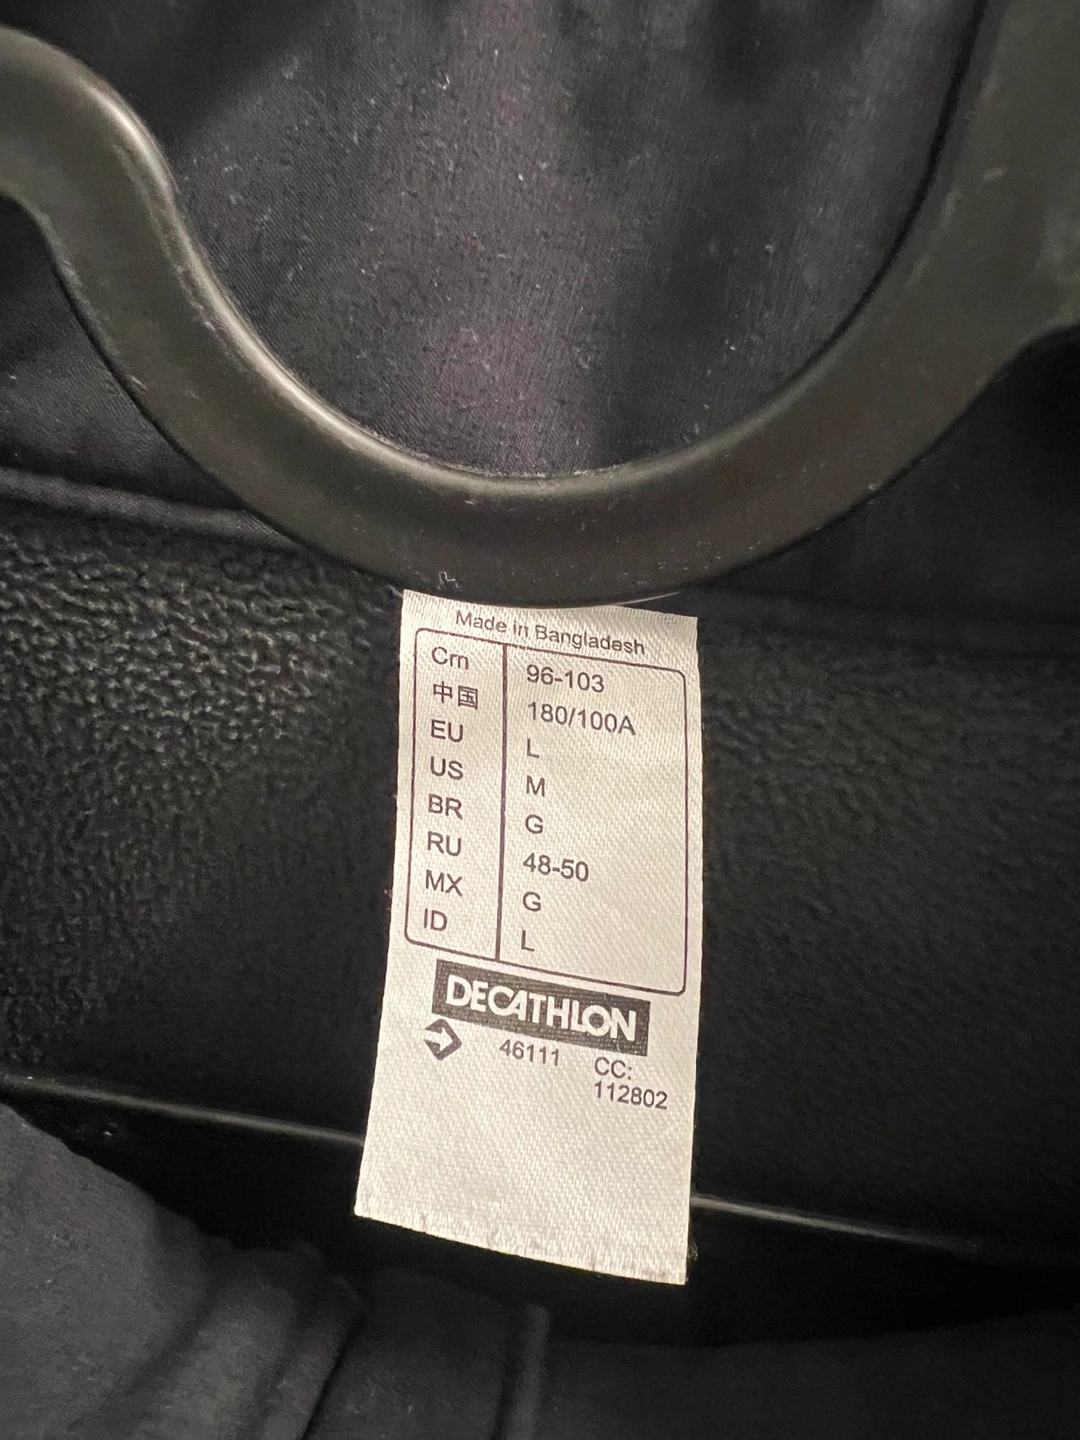 Made in Bangladesh
Cm 96-103
中国 180/100A
EU L
US M
BR G
RU 48-50
MX G
ID L
DECATHLON
46111 CC:
112802